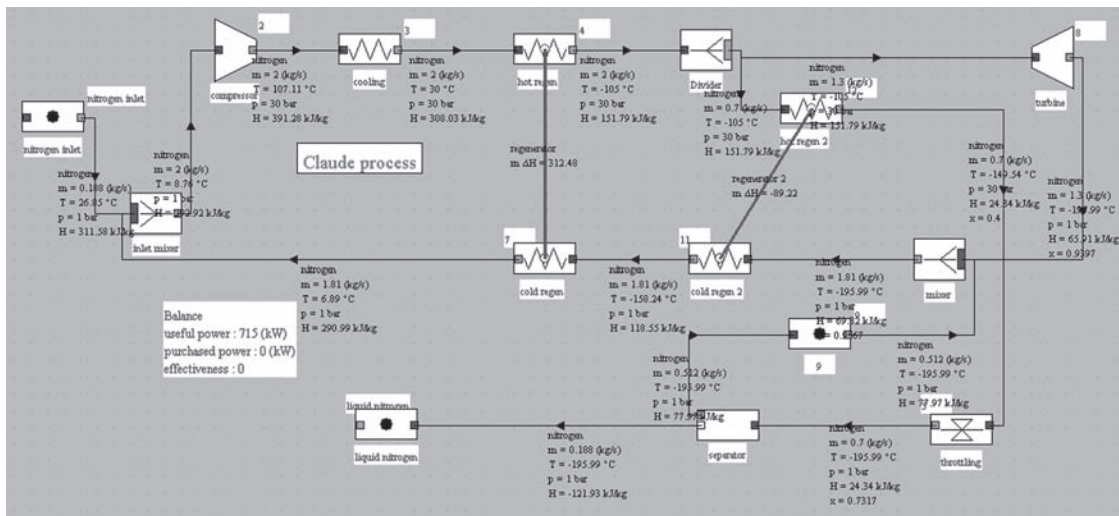 2
3
4
8
nitrogen inlet
nitrogen inlet
compressor
nitrogen
m = 2 (kg/s)
T = 107.11 °C
p = 30 bar
H = 391.28 kJ/kg
cooling
nitrogen
m = 2 (kg/s)
T = 30 °C
p = 30 bar
H = 308.03 kJ/kg
hot regen
nitrogen
m = 2 (kg/s)
T = -105 °C
p = 30 bar
H = 151.79 kJ/kg
Divider
nitrogen
m = 0.7 (kg/s)
T = -105 °C
p = 30 bar
H = 151.79 kJ/kg
nitrogen
m = 1.3 (kg/s)
T = -105 °C
H = 151.79 kJ/kg
hot regen 2
turbine
Claude process
regenerator
m ΔH = 312.48
regenerator 2
m ΔH = -89.22
nitrogen
m = 0.188 (kg/s)
T = 26.85 °C
p = 1 bar
H = 311.58 kJ/kg
nitrogen
m = 2 (kg/s)
T = 8.76 °C
p = 1 bar
inlet mixer
nitrogen
m = 0.7 (kg/s)
T = -149.54 °C
p = 30 bar
x = 0.4
nitrogen
m = 1.3 (kg/s)
p = 1 bar
H = 65.91 kJ/kg
x = 0.9397
7
cold regen
11
cold regen 2
mixer
nitrogen
m = 1.81 (kg/s)
T = 6.89 °C
p = 1 bar
H = 290.99 kJ/kg
nitrogen
m = 1.81 (kg/s)
T = -158.24 °C
p = 1 bar
H = 118.55 kJ/kg
nitrogen
m = 1.81 (kg/s)
T = -195.99 °C
p = 1 bar
Balance
useful power : 715 (kW)
purchased power : 0 (kW)
effectiveness : 0
9
nitrogen
m = 0.512 (kg/s)
T = -195.99 °C
p = 1 bar
nitrogen
m = 0.512 (kg/s)
T = -195.99 °C
p = 1 bar
H = 77.97 kJ/kg
liquid nitrogen
liquid nitrogen
nitrogen
m = 0.188 (kg/s)
T = -195.99 °C
p = 1 bar
H = -121.93 kJ/kg
separator
nitrogen
m = 0.7 (kg/s)
T = -195.99 °C
p = 1 bar
H = 24.34 kJ/kg
x = 0.7317
throttling